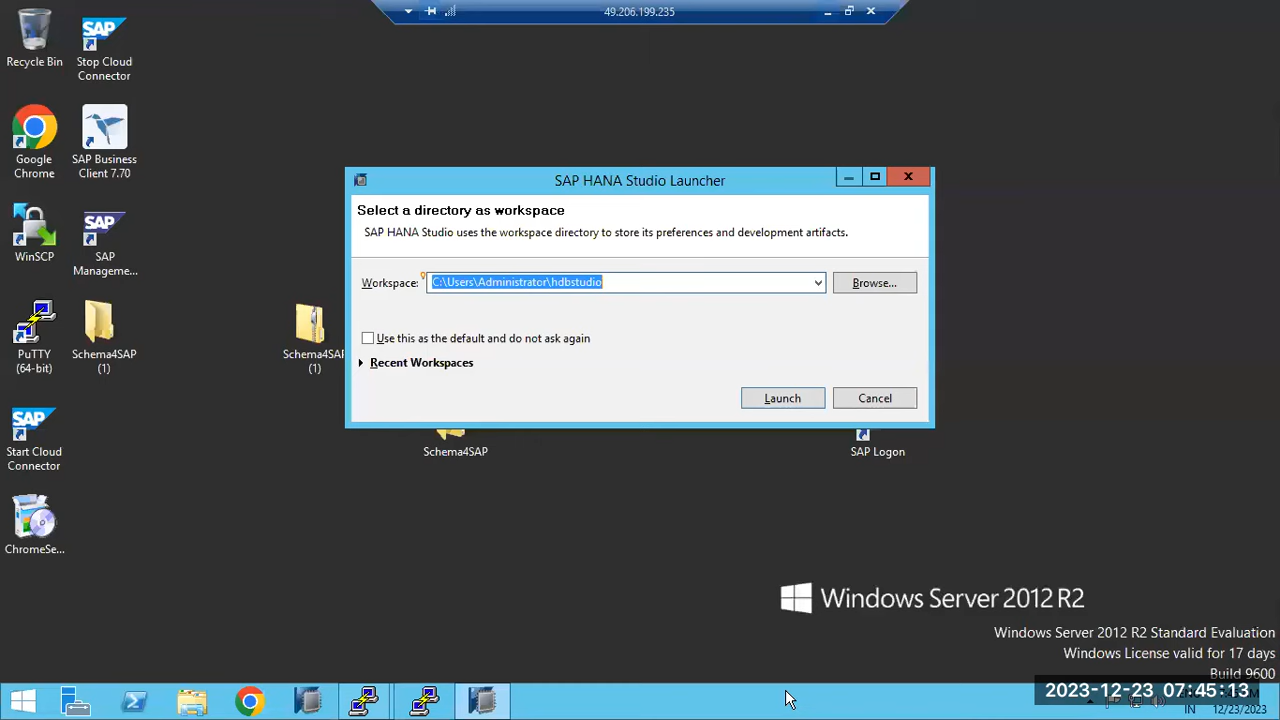 49.206.199.235
Recycle Bin
SAP
Stop Cloud
Connector
Google
Chrome
SAP Business
Client 7.70
WinSCP
SAP
SAP
Manageme...
PuTTY
(64-bit)
Schema4SAP
(1)
Schema4SAP
(1)
SAP
Start Cloud
Connector
ChromeSe...
SAP HANA Studio Launcher
Select a directory as workspace
SAP HANA Studio uses the workspace directory to store its preferences and development artifacts.
Workspace:
C:\Users\Administrator\hdbstudio
Browse...
Use this as the default and do not ask again
Recent Workspaces
Launch
Cancel
Schema4SAP
SAP Logon
Windows Server 2012 R2
Windows Server 2012 R2 Standard Evaluation
Windows License valid for 17 days
Build 9600
2023-12-23 07:45:13
IN
12/23/2023